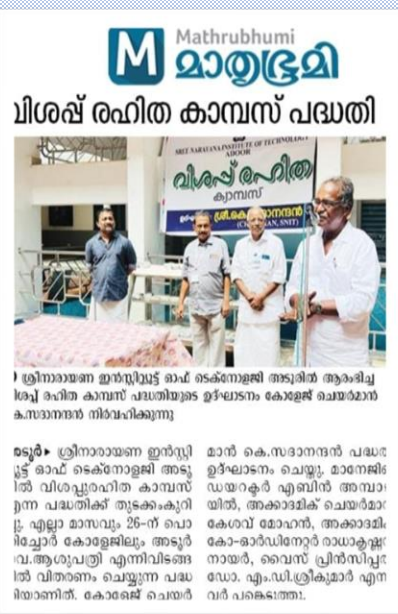 Mathrubhumi
M
മാതൃഭൂമി
വിശപ്പ് രഹിത കാമ്പസ് പദ്ധതി
SREE NARAYANA INSTITUTE OF TECHNOLOGY
ADOOR
വിശപ്പ് രഹിത
ക്യാമ്പസ്
ശ്രീ.കെ. നന്ദൻ
SNIT)
ശ്രീനാരായണ ഇൻസ്റ്റിറ്റ്യൂട്ട് ഓഫ് ടെക്നോളജി അടൂരിൽ ആരംഭിച്ച
ിശപ്പ് രഹിത കാമ്പസ് പദ്ധതിയുടെ ഉദ്ഘാടനം കോളേജ് ചെയർമാൻ
ക.സദാനന്ദൻ നിർവഹിക്കുന്നു
അടൂർ ▸ ശ്രീനാരായണ ഇൻസ്റ്റി
റ്റ്യൂട്ട് ഓഫ് ടെക്നോളജി അടൂ
രിൽ വിശപ്പുരഹിത കാമ്പസ്
എന്ന പദ്ധതിക്ക് തുടക്കംകുറി
ച്ചു. എല്ലാ മാസവും 26-ന് പൊ
തിച്ചോർ കോളേജിലും അടൂർ
ഗവ.ആശുപത്രി എന്നിവിടങ്ങ
ളിൽ വിതരണം ചെയ്യുന്ന പദ്ധ
തിയാണിത്. കോളേജ് ചെയർ
മാൻ കെ.സദാനന്ദൻ പദ്ധത
ഉദ്ഘാടനം ചെയ്തു. മാനേജിങ
ഡയറക്ടർ എബിൻ അമ്പാ
യിൽ, അക്കാദമിക് ചെയർമാ
കേശവ് മോഹൻ, അക്കാദമി
കോ-ഓർഡിനേറ്റർ രാധാകൃഷ്ണ
നായർ, വൈസ് പ്രിൻസിപ്പൽ
ഡോ. എം.ഡി.ശ്രീകുമാർ എന
വർ പങ്കെടുത്തു.